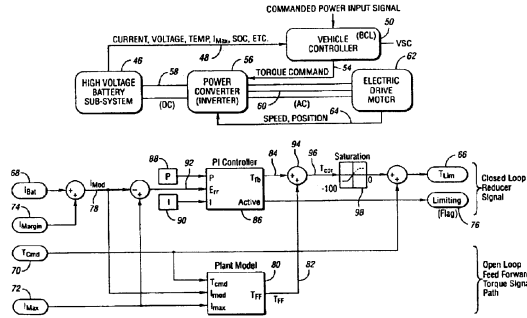 COMMANDED POWER INPUT SIGNAL
64
CURRENT, VOLTAGE, TEMP, IMax, SOC, ETC.
50
VEHICLE (BCL)
CONTROLLER
VSC
46
48
56
58
54
62
TORQUE COMMAND
HIGH VOLTAGE
BATTERY
SUB-SYSTEM
POWER
CONVERTER
(INVERTER)
ELECTRIC
DRIVE
MOTOR
(DC)
60
(AC)
64
SPEED, POSITION
68
IBat
74
IMargin
IMod
78
92
88
P
I
90
PI Controller
P
Err
I
Tfb
Active
86
84
94
96
Tcor
Saturation
-100
0
98
66
TLim
Limiting
(Flag)
76
Closed Loop
Reducer
Signal
TCmd
70
72
IMax
Plant Model
80
Tcmd
Imod
Imax
TFF
TFF
82
Open Loop
Feed Forward
Torque Signal
Path